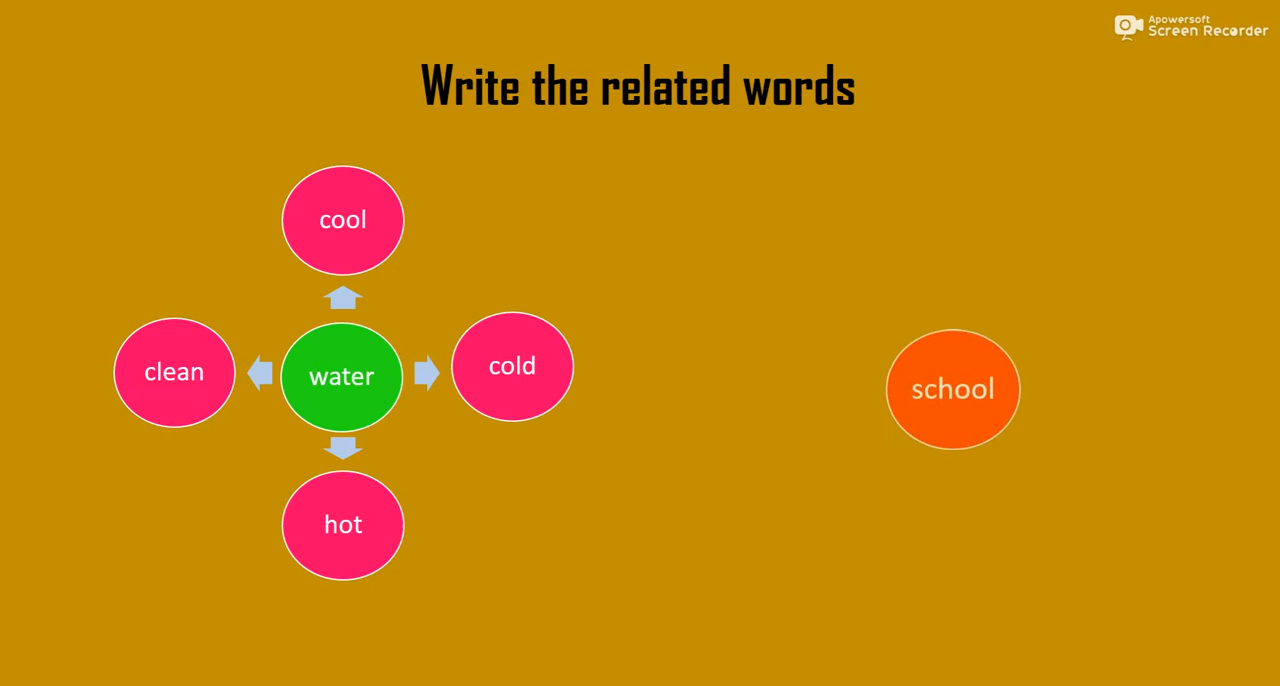 Apowersoft
Screen Recorder
Write the related words
cool
clean
water
cold
school
hot